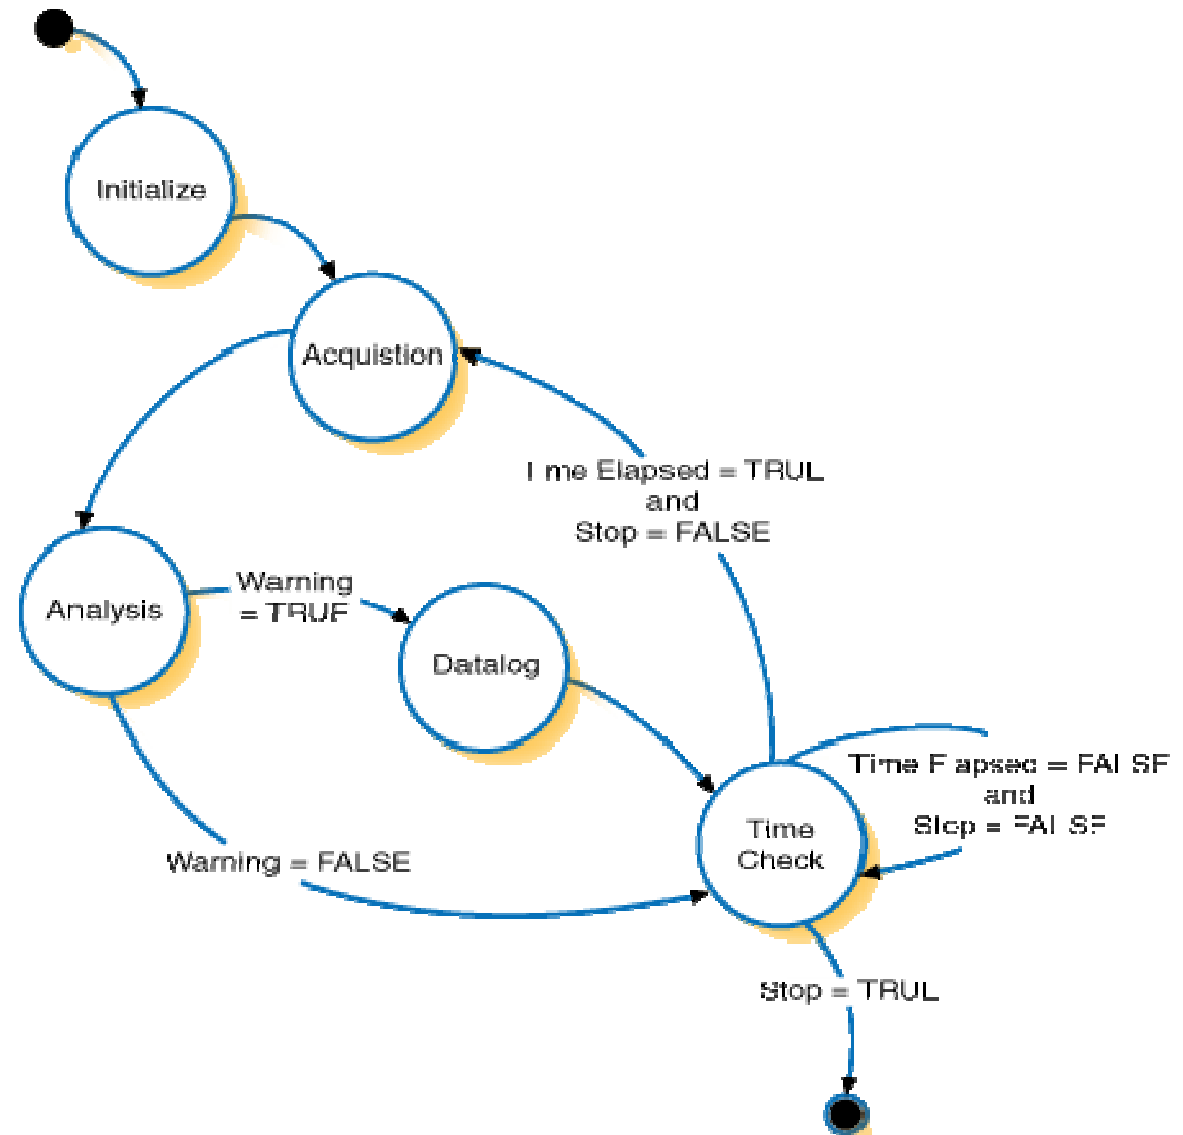 Initialize
Acquistion
Time Elapsed = TRUE
and
Stop = FALSE
Warning
= TRUE
Analysis
Datalog
Time Elapsed = FALSE
and
Stop = FALSE
Time
Check
Warning = FALSE
Stop = TRUE